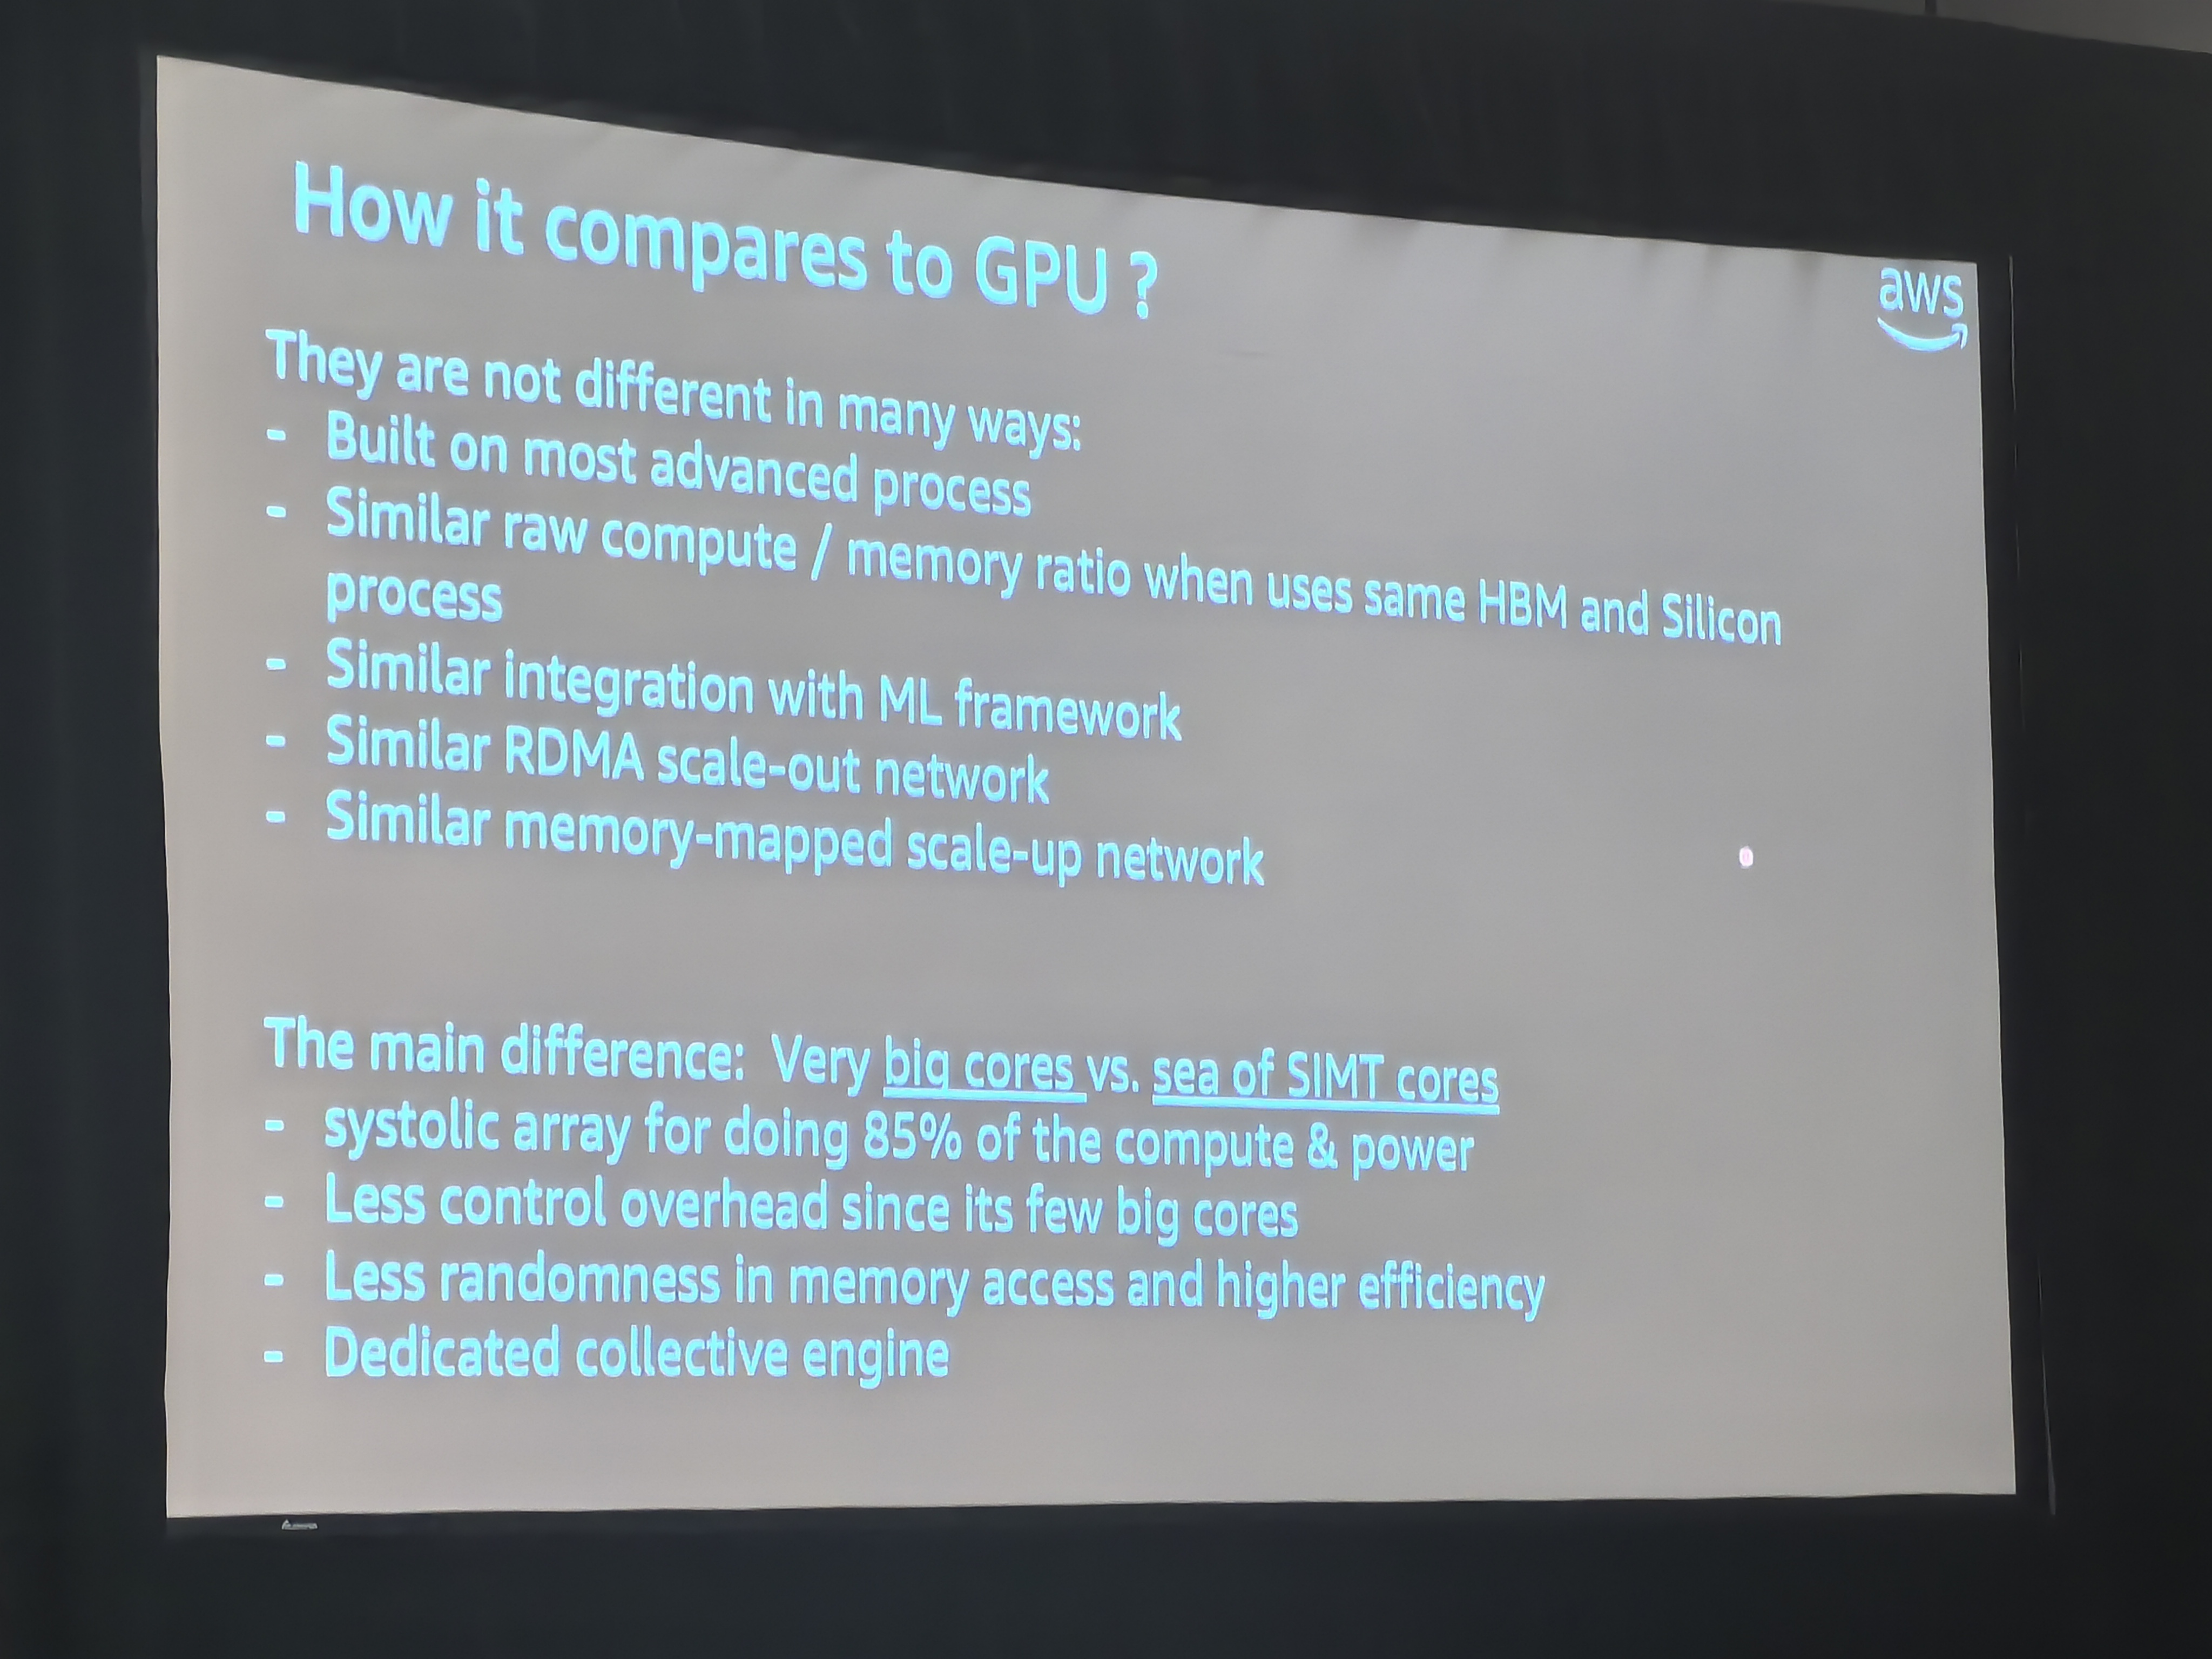 How it compares to GPU ?
aws
They are not different in many ways:
- Built on most advanced process
- Similar raw compute / memory ratio when uses same HBM and Silicon
process
- Similar integration with ML framework
- Similar RDMA scale-out network
- Similar memory-mapped scale-up network
The main difference: Very big cores vs. sea of SIMT cores
- systolic array for doing 85% of the compute & power
- Less control overhead since its few big cores
- Less randomness in memory access and higher efficiency
- Dedicated collective engine